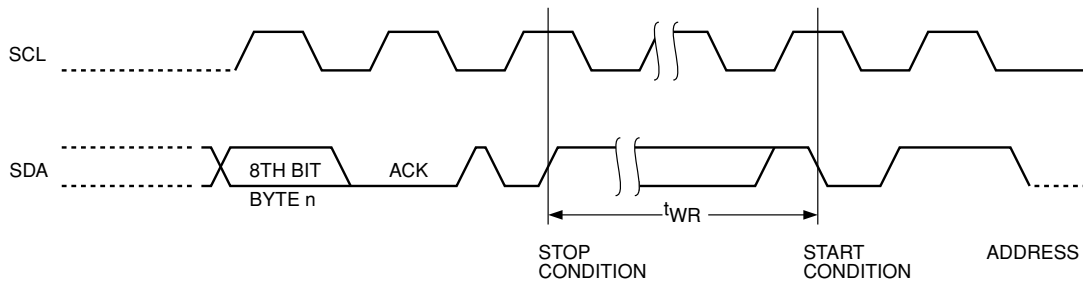 SCL
SDA
8TH BIT
ACK
BYTE n
tWR
STOP
CONDITION
START
CONDITION
ADDRESS